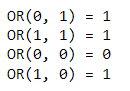 OR(0, 1) = 1
OR(1, 1) = 1
OR(0, 0) = 0
OR(1, 0) = 1